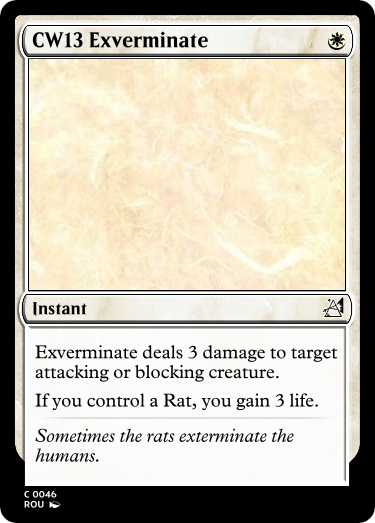 CW13 Exverminate
Instant
Exverminate deals 3 damage to target
attacking or blocking creature.
If you control a Rat, you gain 3 life.
Sometimes the rats exterminate the
humans.
C 0046
ROU